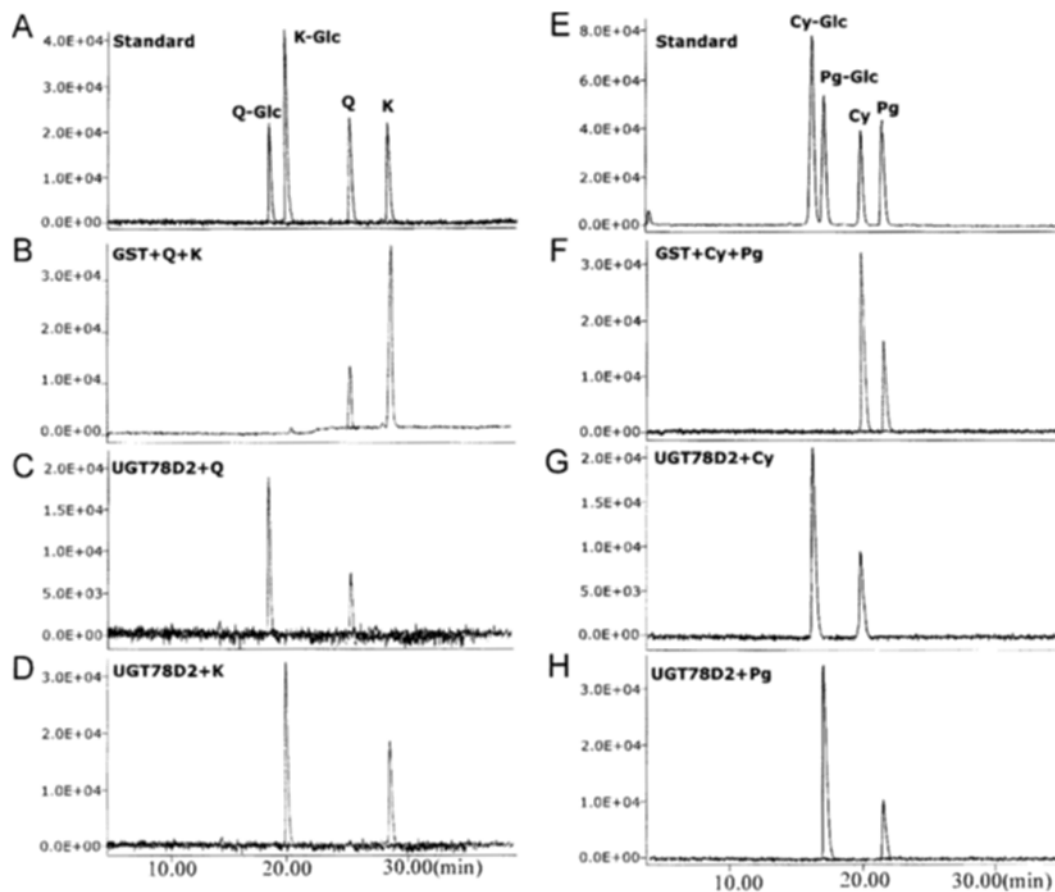 A
Standard
4.0E+04
3.0E+04
2.0E+04
1.0E+04
0.0E+00
Q-Glc
K-Glc
Q
K
B
GST+Q+K
3.0E+04
2.0E+04
1.0E+04
0.0E+00
C
UGT78D2+Q
2.0E+04
1.5E+04
1.0E+04
5.0E+03
0.0E+00
D
UGT78D2+K
3.0E+04
2.0E+04
1.0E+04
0.0E+00
10.00 20.00 30.00(min)
E
Standard
8.0E+04
6.0E+04
4.0E+04
2.0E+04
0.0E+00
Cy-Glc
Pg-Glc
Cy
Pg
F
GST+Cy+Pg
3.0E+04
2.0E+04
1.0E+04
0.0E+00
G
UGT78D2+Cy
2.0E+04
1.5E+04
1.0E+04
5.0E+04
0.0E+00
H
UGT78D2+Pg
3.0E+04
2.0E+04
1.0E+04
0.0E+00
10.00 20.00 30.00(min)